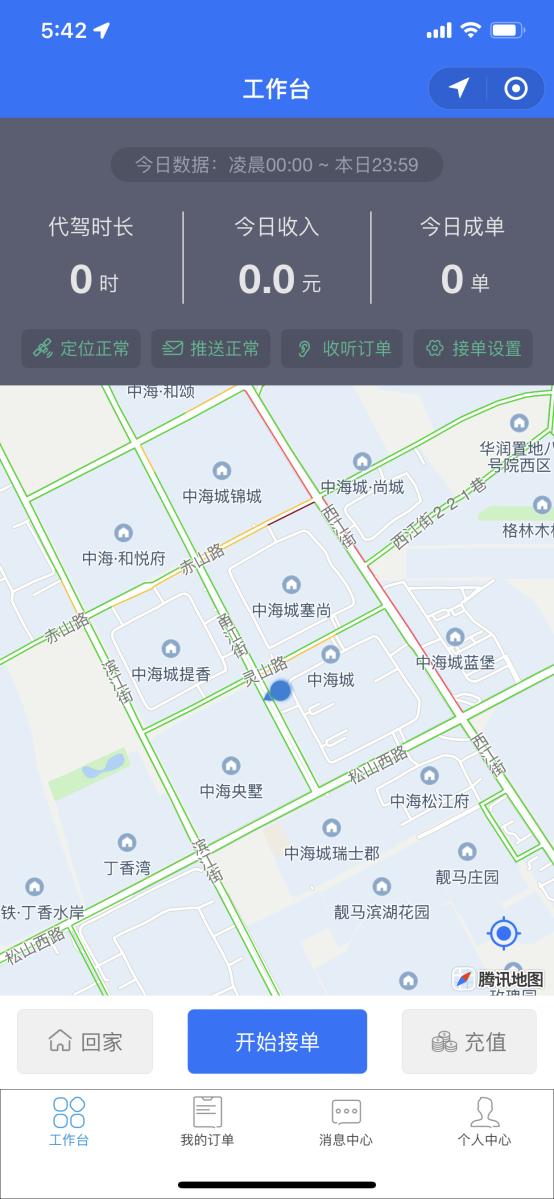 5:42
工作台
今日数据：凌晨00:00 ~ 本日23:59
代驾时长
今日收入
今日成单
0 时
0.0 元
0 单
定位正常
推送正常
收听订单
接单设置
中海·和颂
华润置地八
号院西区
中海城锦城
中海城·尚城
西江街
西江街2-2-1巷
格林木棉
中海·和悦府
赤山路
中海城塞尚
赤山路
甬江街
滨江街
中海城提香
灵山路
中海城
中海城蓝堡
西江街
松山西路
中海央墅
中海松江府
滨江街
中海城瑞士郡
丁香湾
靓马庄园
铁·丁香水岸
靓马滨湖花园
松山西路
腾讯地图
玫瑰园
回家
开始接单
充值
工作台
我的订单
消息中心
个人中心